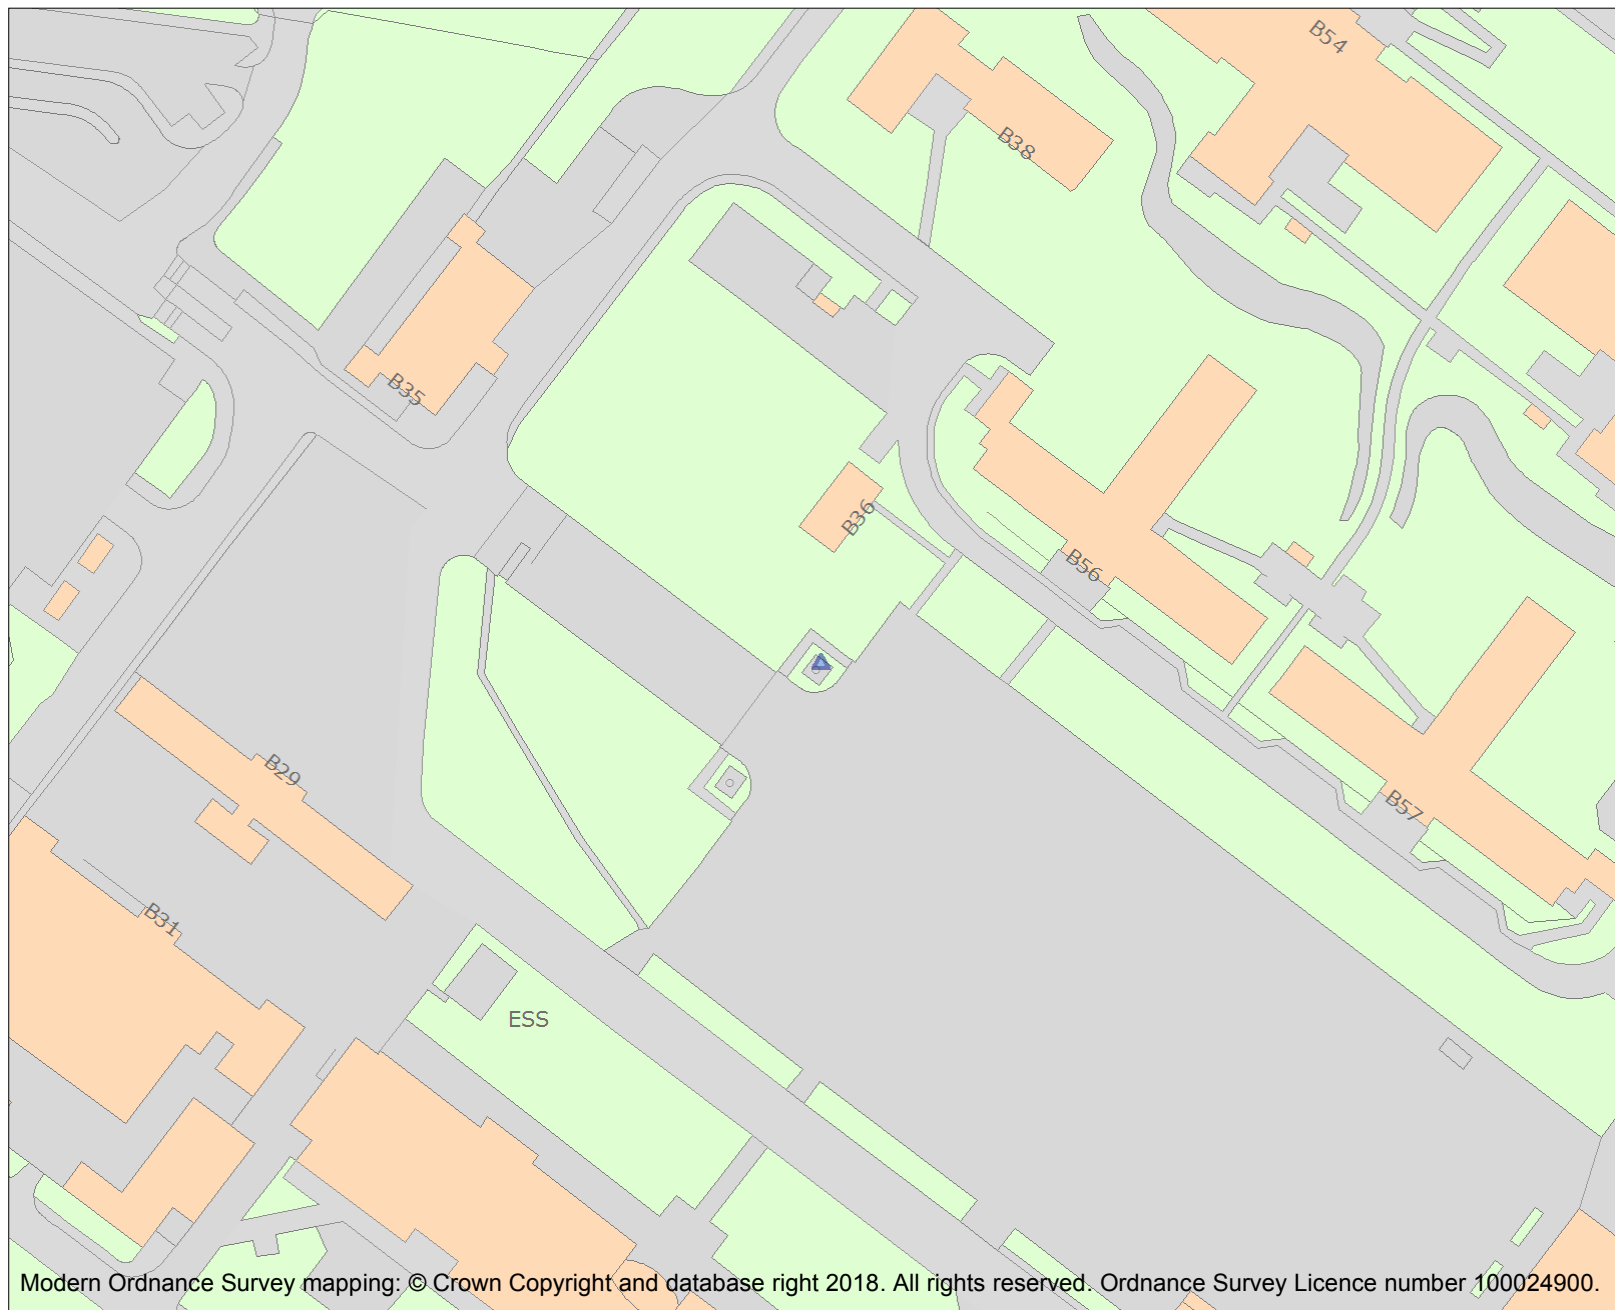 B54
B38
B35
B36
B56
B29
B57
B31
ESS
Modern Ordnance Survey mapping: © Crown Copyright and database right 2018. All rights reserved. Ordnance Survey Licence number 100024900.